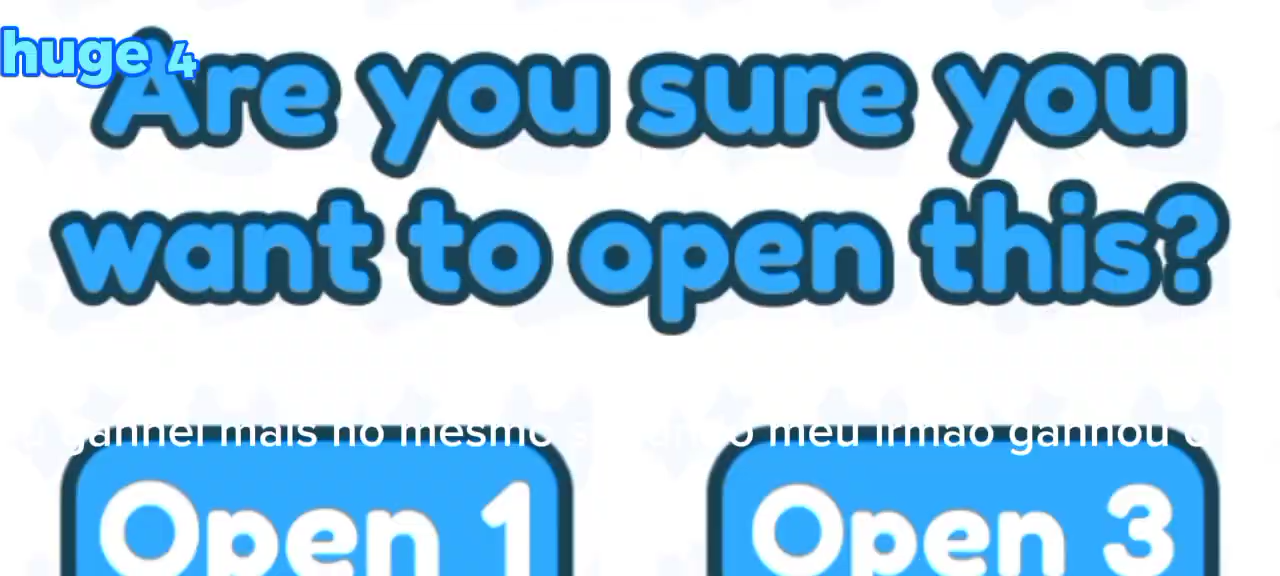 huge 4
Are you sure you
want to open this?
ganhei mais no mesmo
o meu irmão ganhou o
Open 1
Open 3